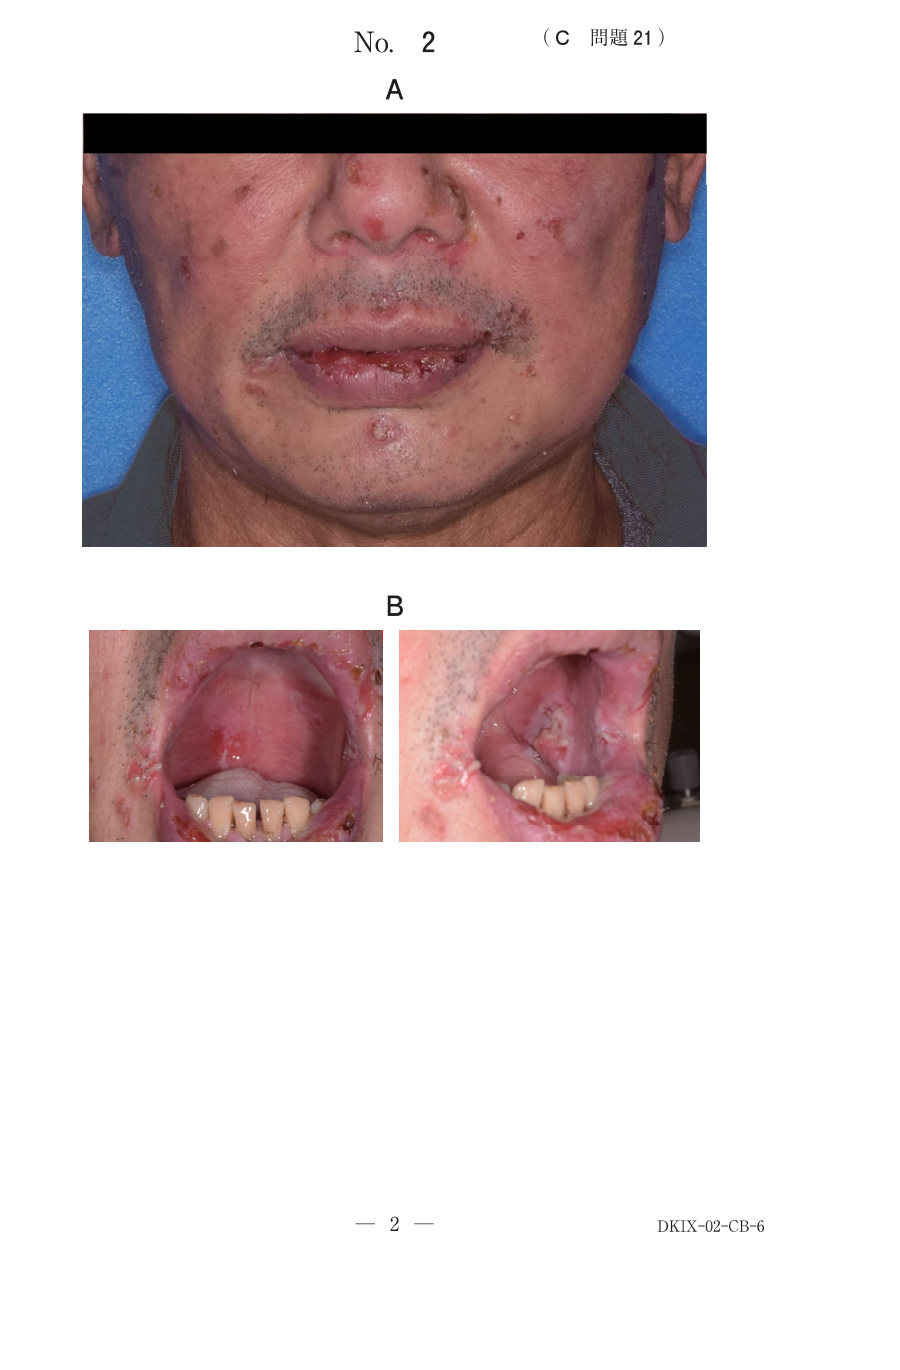 No. 2 （C 問題 21）
A
B
— 2 —
DKIX-02-CB-6